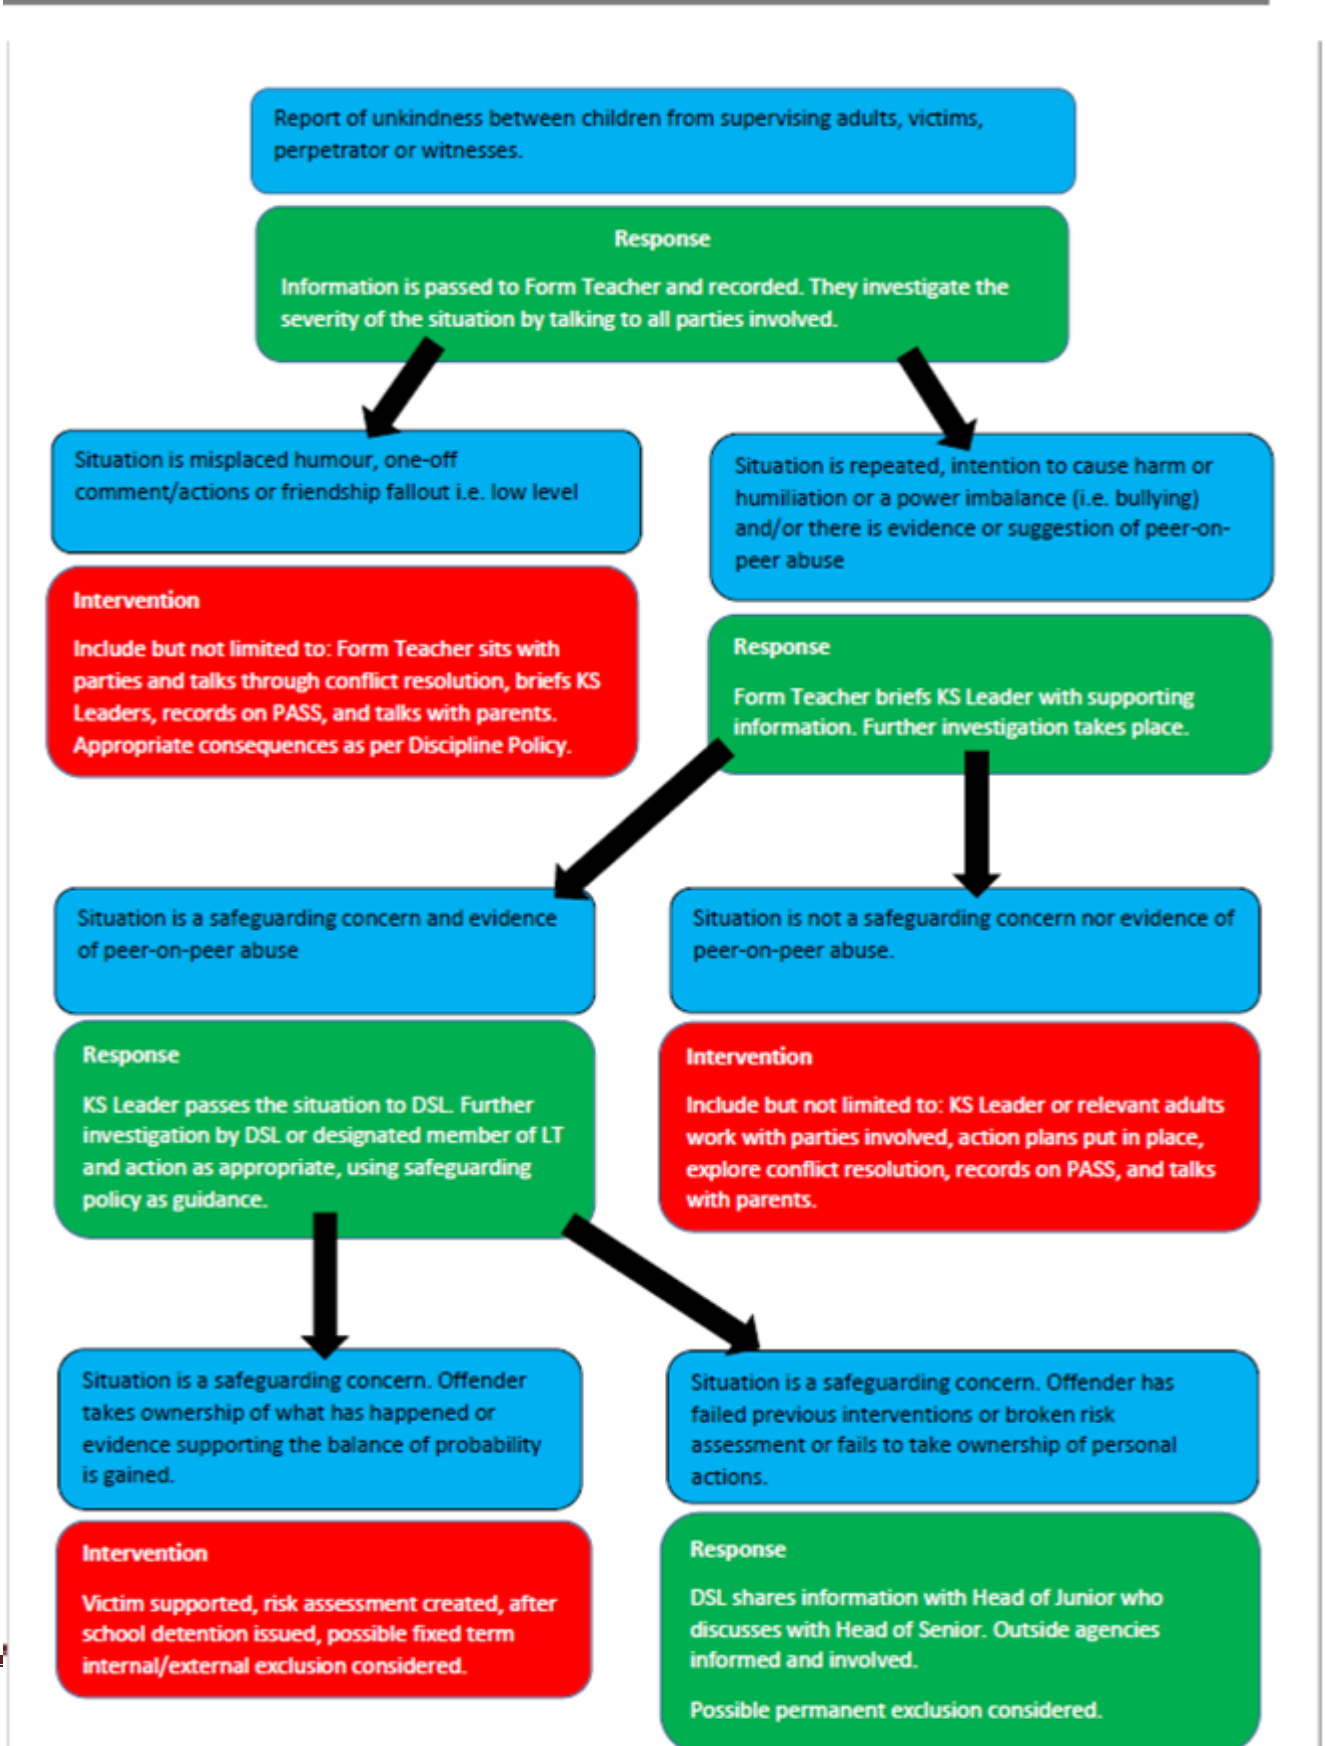 Report of unkindness between children from supervising adults, victims,
perpetrator or witnesses.
Response
Information is passed to Form Teacher and recorded. They investigate the
severity of the situation by talking to all parties involved.
Situation is misplaced humour, one-off
comment/actions or friendship fallout i.e. low level
Situation is repeated, intention to cause harm or
humiliation or a power imbalance (i.e. bullying)
and/or there is evidence or suggestion of peer-on-
peer abuse
Intervention
Include but not limited to: Form Teacher sits with
parties and talks through conflict resolution, briefs KS
Leaders, records on PASS, and talks with parents.
Appropriate consequences as per Discipline Policy.
Response
Form Teacher briefs KS Leader with supporting
information. Further investigation takes place.
Situation is a safeguarding concern and evidence
of peer-on-peer abuse
Situation is not a safeguarding concern nor evidence of
peer-on-peer abuse.
Response
KS Leader passes the situation to DSL. Further
investigation by DSL or designated member of LT
and action as appropriate, using safeguarding
policy as guidance.
Intervention
Include but not limited to: KS Leader or relevant adults
work with parties involved, action plans put in place,
explore conflict resolution, records on PASS, and talks
with parents.
Situation is a safeguarding concern. Offender
takes ownership of what has happened or
evidence supporting the balance of probability
is gained.
Situation is a safeguarding concern. Offender has
failed previous interventions or broken risk
assessment or fails to take ownership of personal
actions.
Intervention
Victim supported, risk assessment created, after
school detention issued, possible fixed term
internal/external exclusion considered.
Response
DSL shares information with Head of Junior who
discusses with Head of Senior. Outside agencies
informed and involved.
Possible permanent exclusion considered.